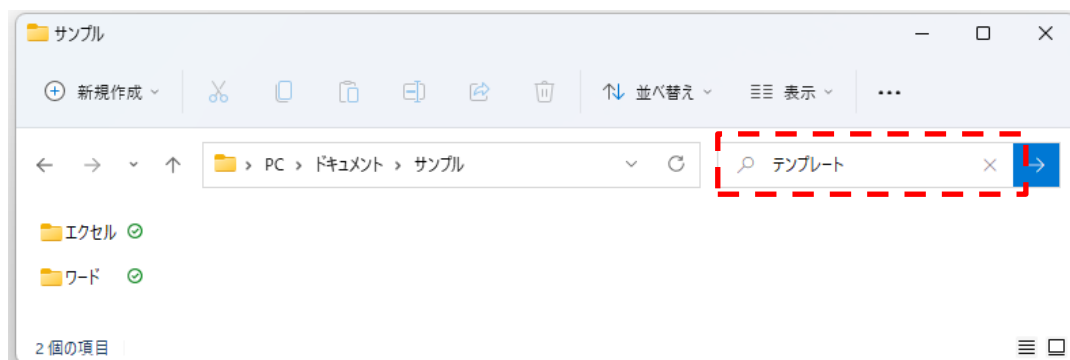 サンプル
新規作成
並べ替え
表示
PC > ドキュメント > サンプル
テンプレート
エクセル
ワード
2 個の項目